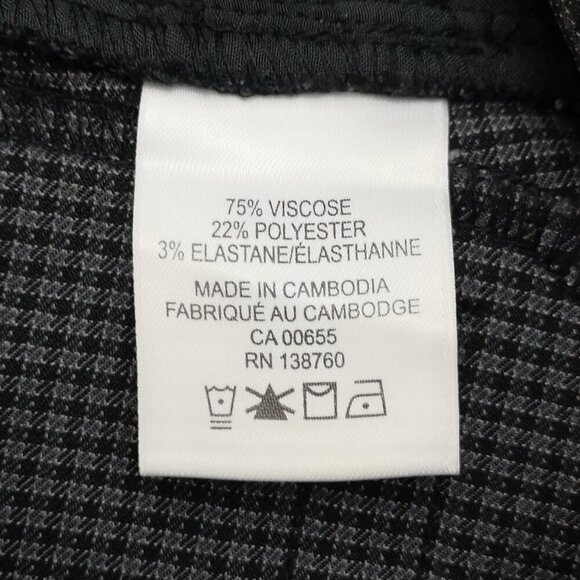 75% VISCOSE
22% POLYESTER
3% ELASTANE/ÉLASTHANNE
MADE IN CAMBODIA
FABRIQUÉ AU CAMBODGE
CA 00655
RN 138760